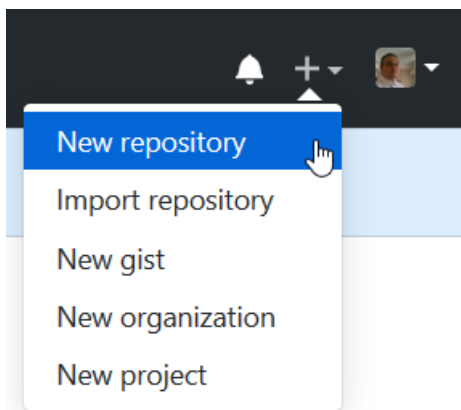 New repository
Import repository
New gist
New organization
New project